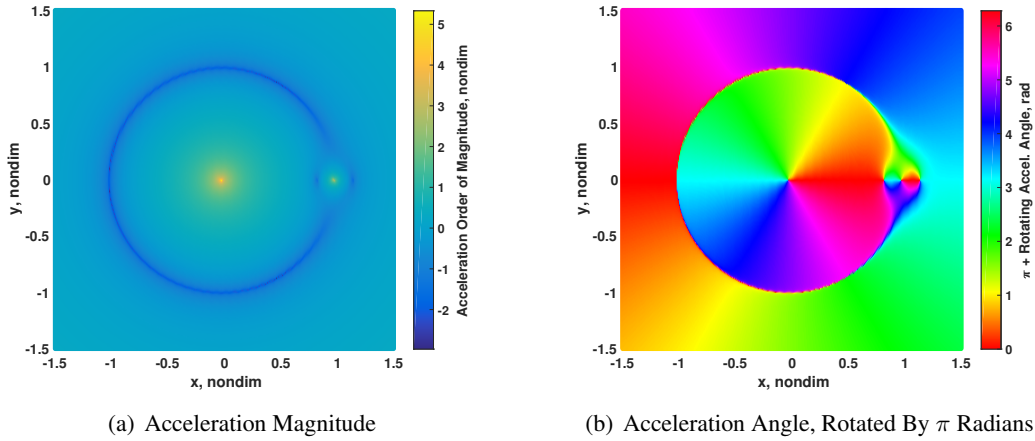 1.5
1
0.5
0
-0.5
-1
-1.5
y, nondim
-1.5 -1 -0.5 0 0.5 1 1.5
x, nondim
5
4
3
2
1
0
-1
-2
Acceleration Order of Magnitude, nondim
(a) Acceleration Magnitude
1.5
1
0.5
0
-0.5
-1
-1.5
y, nondim
-1.5 -1 -0.5 0 0.5 1 1.5
x, nondim
6
5
4
3
2
1
0
π + Rotating Accel Angle, rad
(b) Acceleration Angle, Rotated By π Radians